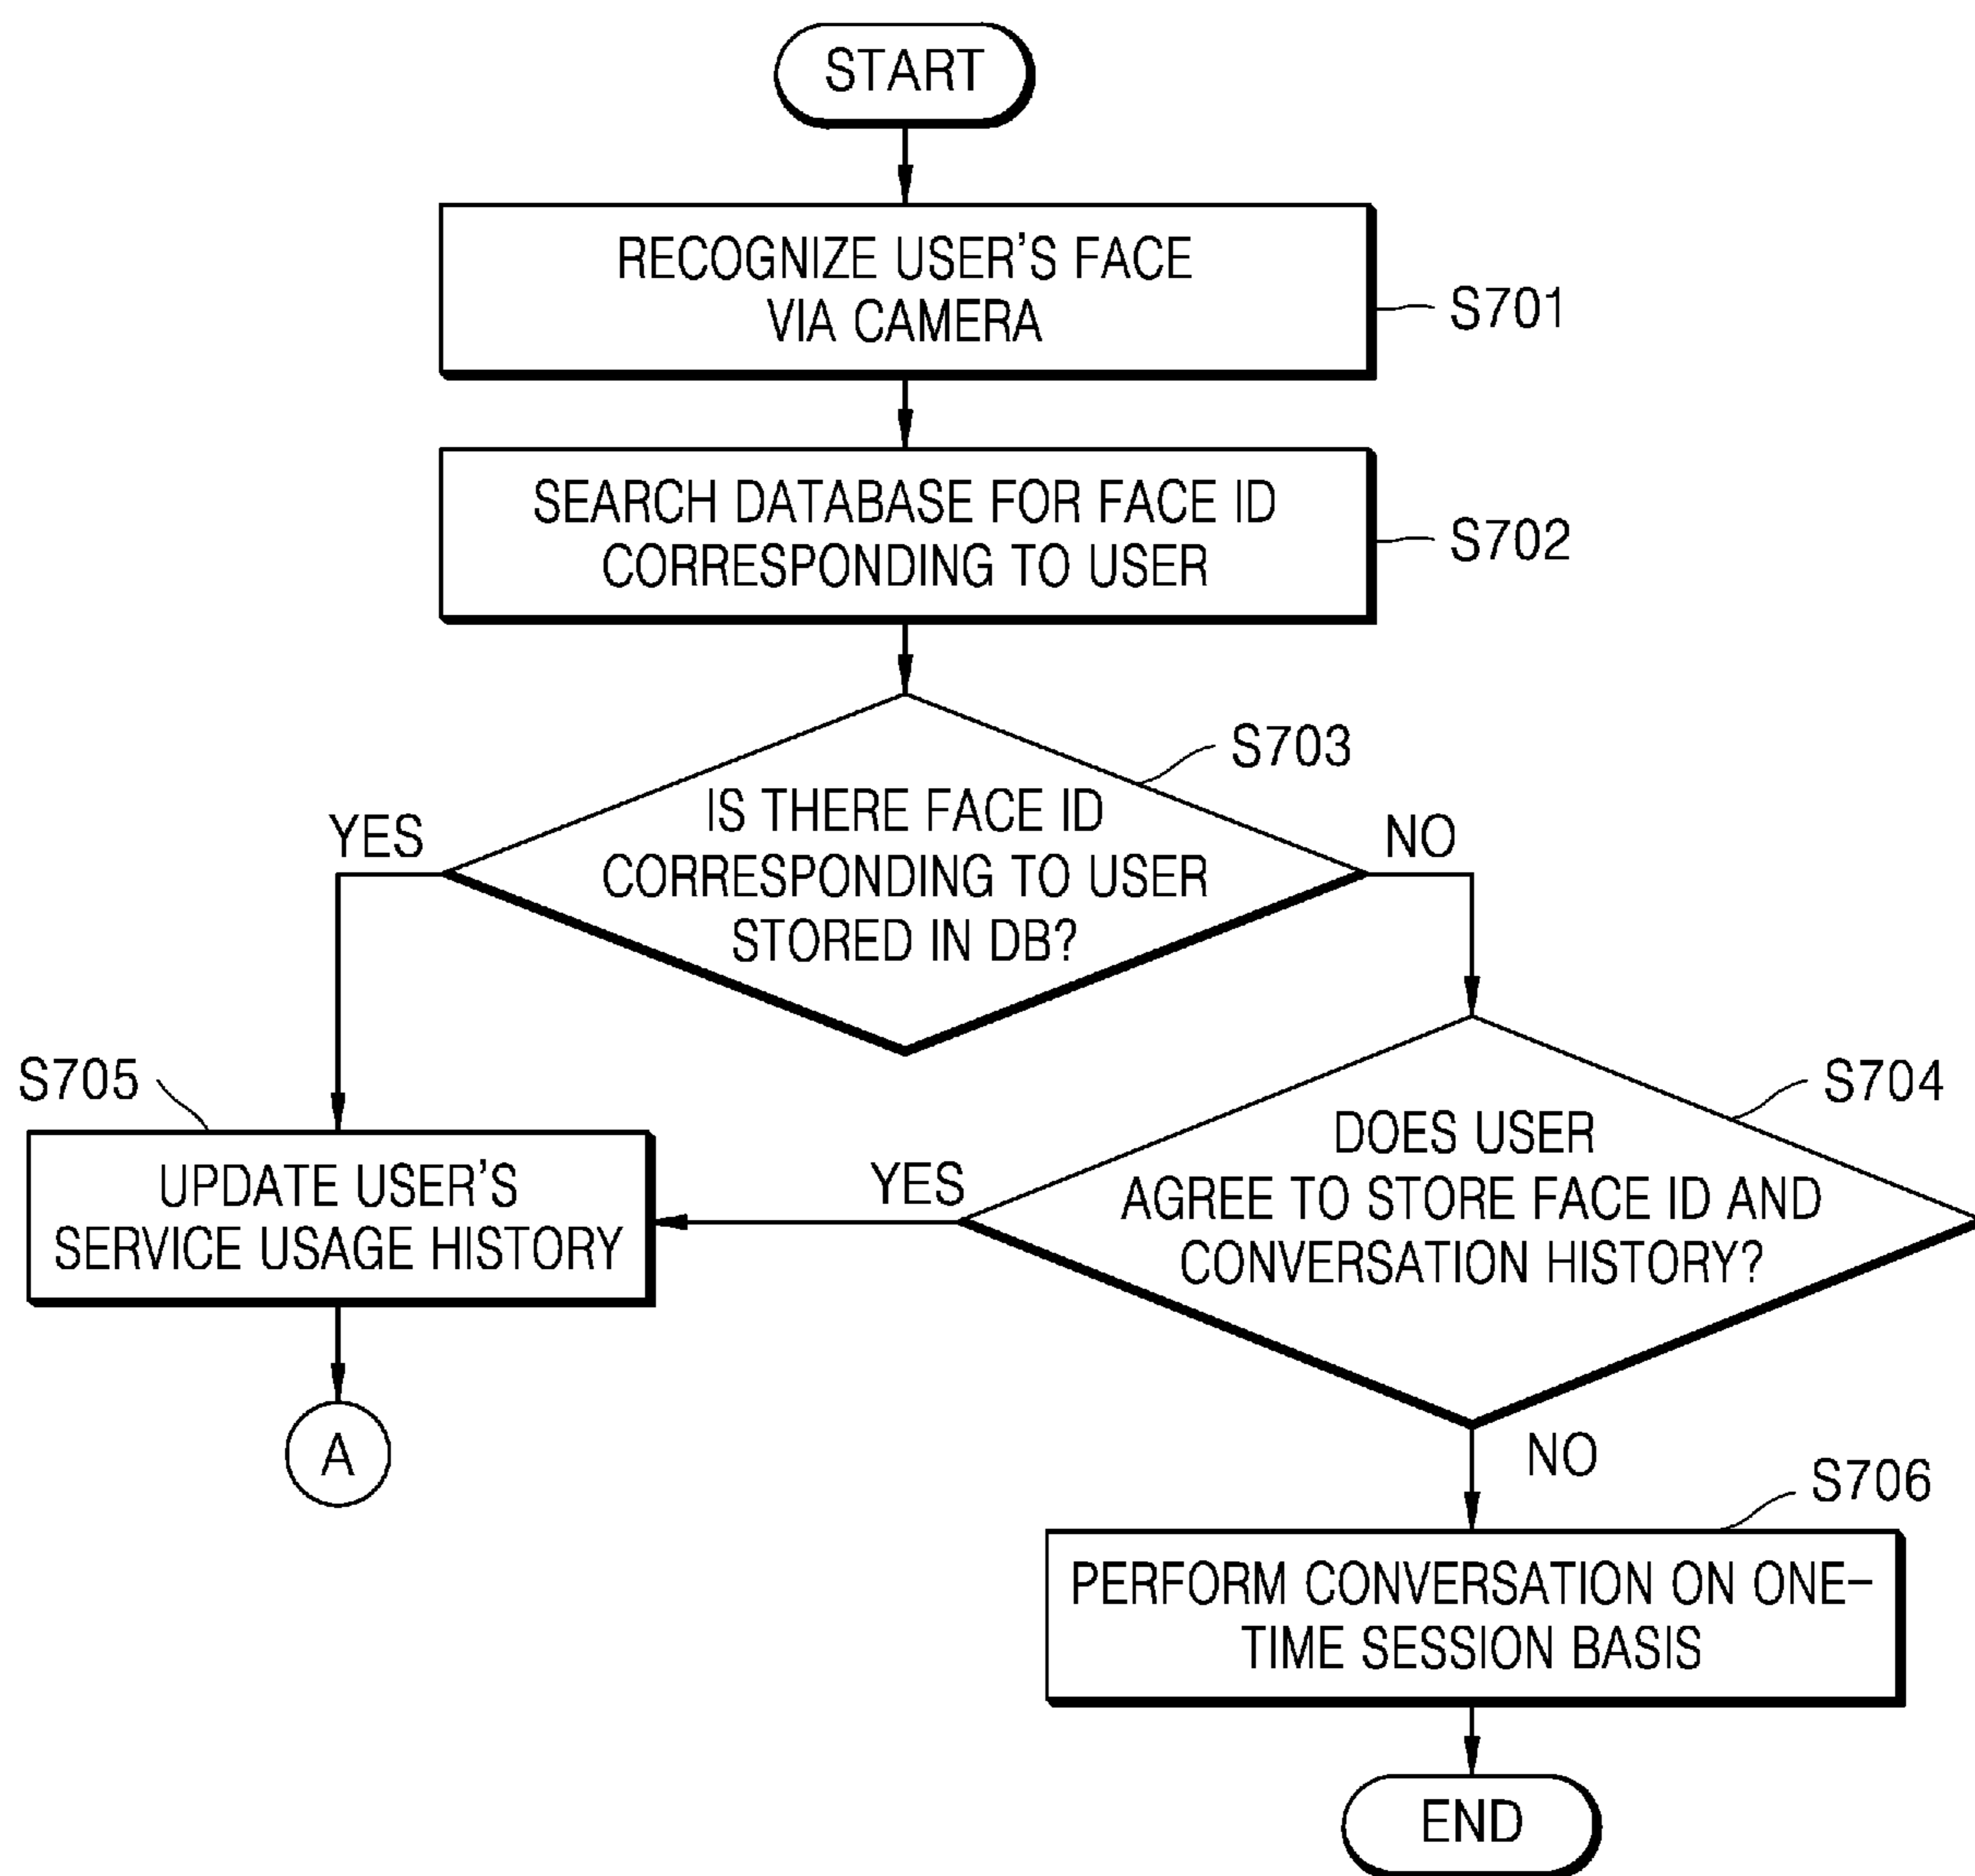 START
RECOGNIZE USER'S FACE
VIA CAMERA
S701
SEARCH DATABASE FOR FACE ID
CORRESPONDING TO USER
S702
S703
IS THERE FACE ID
CORRESPONDING TO USER
STORED IN DB?
YES
NO
S705
UPDATE USER'S
SERVICE USAGE HISTORY
S704
DOES USER
AGREE TO STORE FACE ID AND
CONVERSATION HISTORY?
YES
NO
A
S706
PERFORM CONVERSATION ON ONE-
TIME SESSION BASIS
END